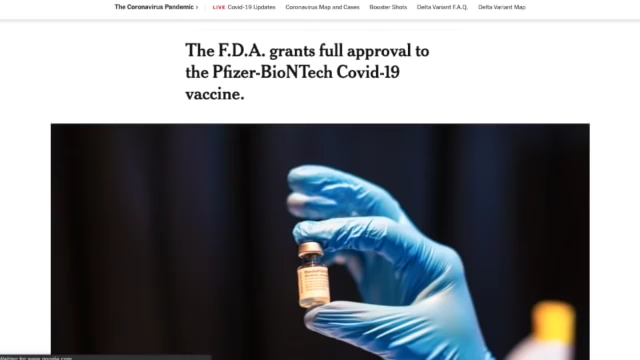 The Coronavirus Pandemic › LIVE Covid-19 Updates Coronavirus Map and Cases Booster Shots Delta Variant F.A.Q. Delta Variant Map
The F.D.A. grants full approval to
the Pfizer-BioNTech Covid-19
vaccine.